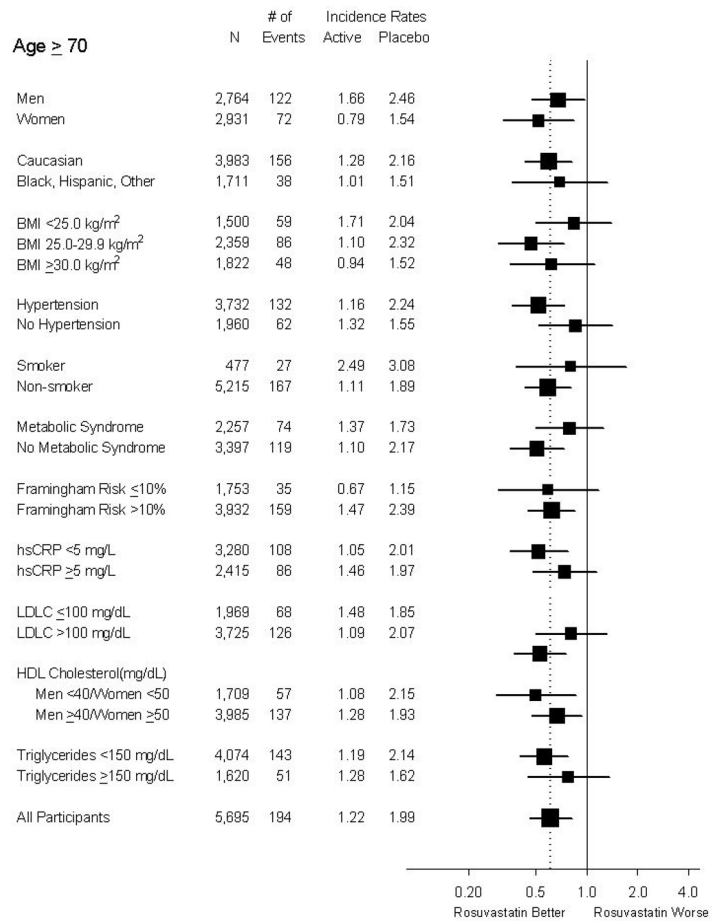 # of Incidence Rates
Age ≥ 70 N Events Active Placebo
Men 2,764 122 1.66 2.46
Women 2,931 72 0.79 1.54
Caucasian 3,983 156 1.28 2.16
Black, Hispanic, Other 1,711 38 1.01 1.51
BMI <25.0 kg/m² 1,500 59 1.71 2.04
BMI 25.0-29.9 kg/m² 2,359 86 1.10 2.32
BMI ≥30.0 kg/m² 1,822 48 0.94 1.52
Hypertension 3,732 132 1.16 2.24
No Hypertension 1,960 62 1.32 1.55
Smoker 477 27 2.49 3.08
Non-smoker 5,215 167 1.11 1.89
Metabolic Syndrome 2,257 74 1.37 1.73
No Metabolic Syndrome 3,397 119 1.10 2.17
Framingham Risk ≤10% 1,753 35 0.67 1.15
Framingham Risk >10% 3,932 159 1.47 2.39
hsCRP <5 mg/L 3,280 108 1.05 2.01
hsCRP ≥5 mg/L 2,415 86 1.46 1.97
LDLC ≤100 mg/dL 1,969 68 1.48 1.85
LDLC >100 mg/dL 3,725 126 1.09 2.07
HDL Cholesterol(mg/dL)
Men <40/Women <50 1,709 57 1.08 2.15
Men ≥40/Women ≥50 3,985 137 1.28 1.93
Triglycerides <150 mg/dL 4,074 143 1.19 2.14
Triglycerides ≥150 mg/dL 1,620 51 1.28 1.62
All Participants 5,695 194 1.22 1.99
0.20 0.5 1.0 2.0 4.0
Rosuvastatin Better Rosuvastatin Worse